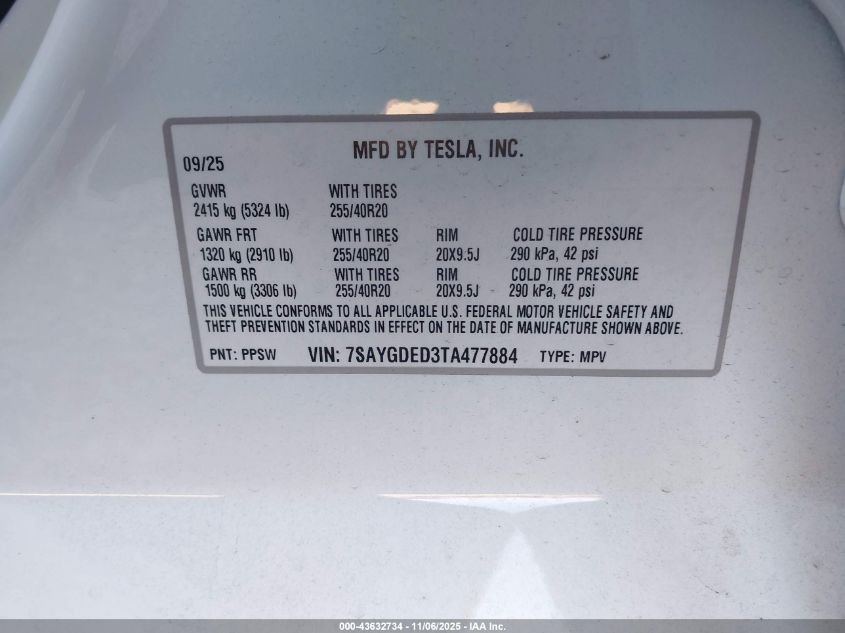 09/25 MFD BY TESLA, INC.
GVWR WITH TIRES
2415 kg (5324 lb) 255/40R20
GAWR FRT WITH TIRES RIM COLD TIRE PRESSURE
1320 kg (2910 lb) 255/40R20 20X9.5J 290 kPa, 42 psi
GAWR RR WITH TIRES RIM COLD TIRE PRESSURE
1500 kg (3306 lb) 255/40R20 20X9.5J 290 kPa, 42 psi
THIS VEHICLE CONFORMS TO ALL APPLICABLE U.S. FEDERAL MOTOR VEHICLE SAFETY AND
THEFT PREVENTION STANDARDS IN EFFECT ON THE DATE OF MANUFACTURE SHOWN ABOVE.
PNT: PPSW VIN: 7SAYGDED3TA477884 TYPE: MPV
000-43632734 - 11/06/2025 - IAA Inc.